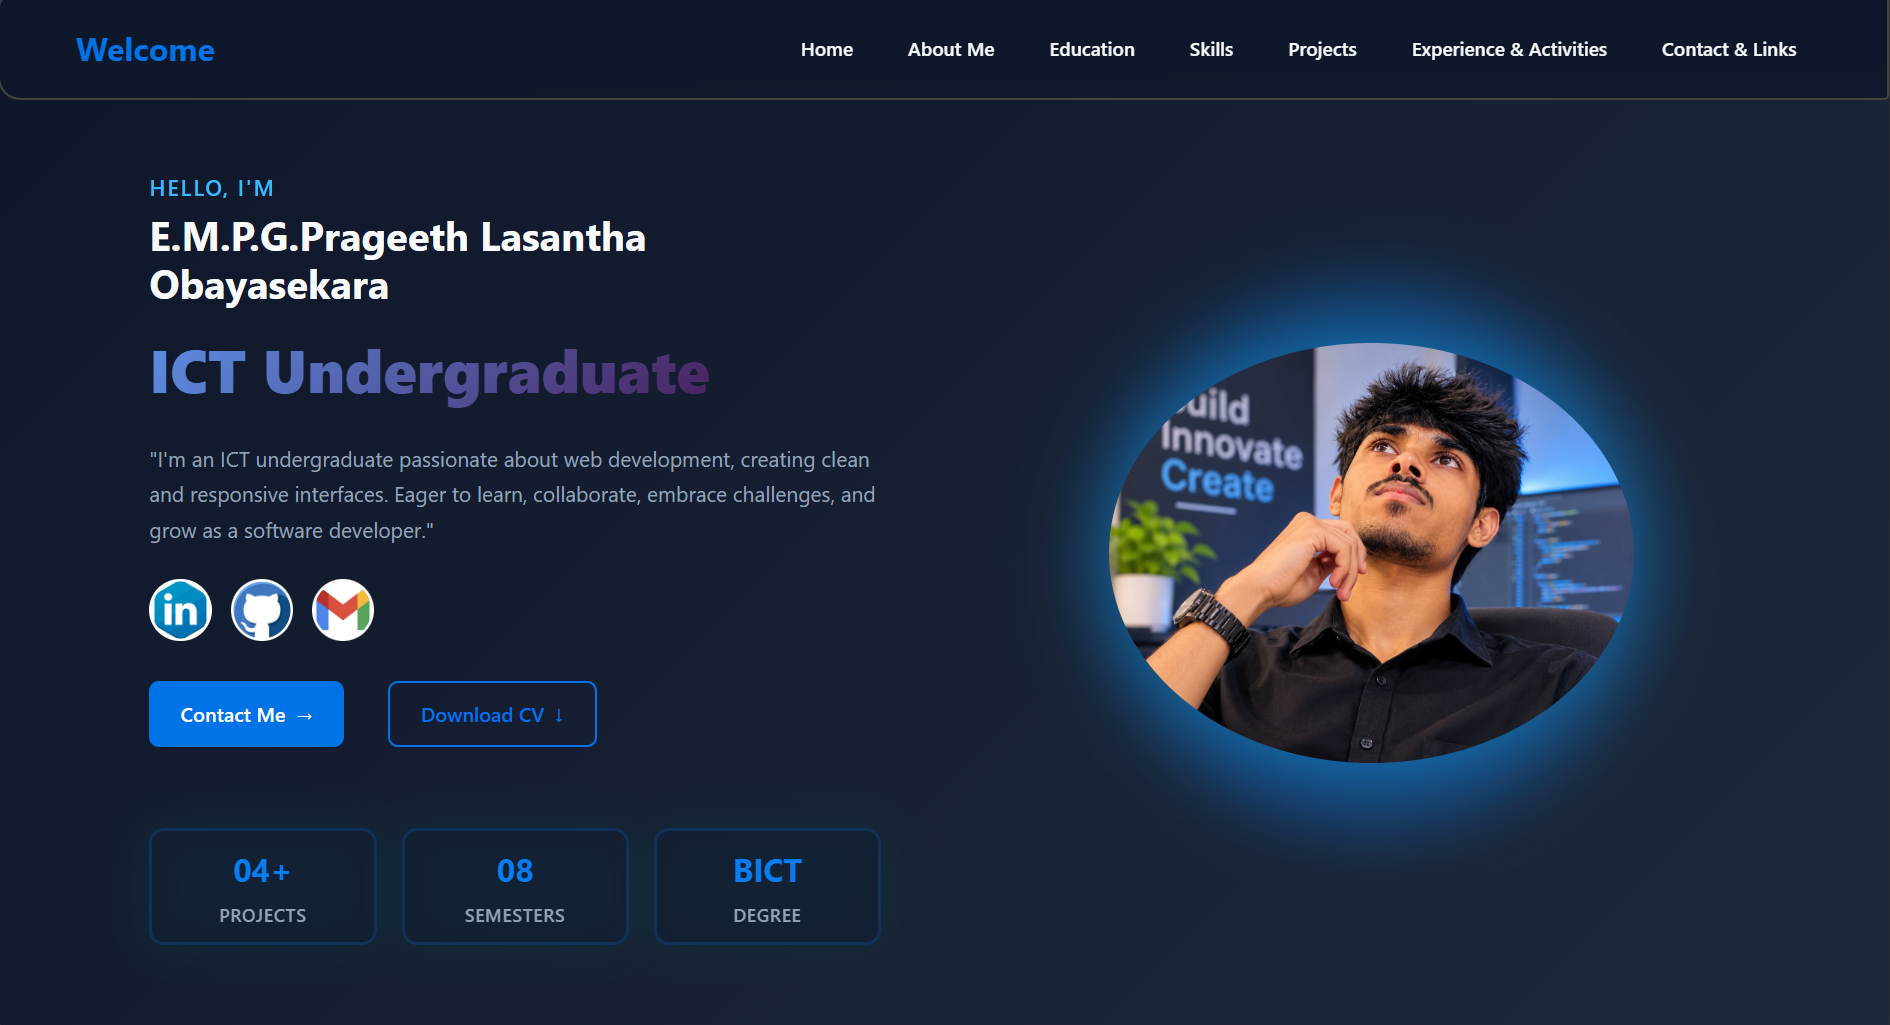 Welcome
Home
About Me
Education
Skills
Projects
Experience & Activities
Contact & Links
HELLO, I'M
E.M.P.G.Prageeth Lasantha
Obayasekara
ICT Undergraduate
"I'm an ICT undergraduate passionate about web development, creating clean
and responsive interfaces. Eager to learn, collaborate, embrace challenges, and
grow as a software developer."
in
Contact Me →
Download CV ↓
04+
PROJECTS
08
SEMESTERS
BICT
DEGREE
Innovate
Create